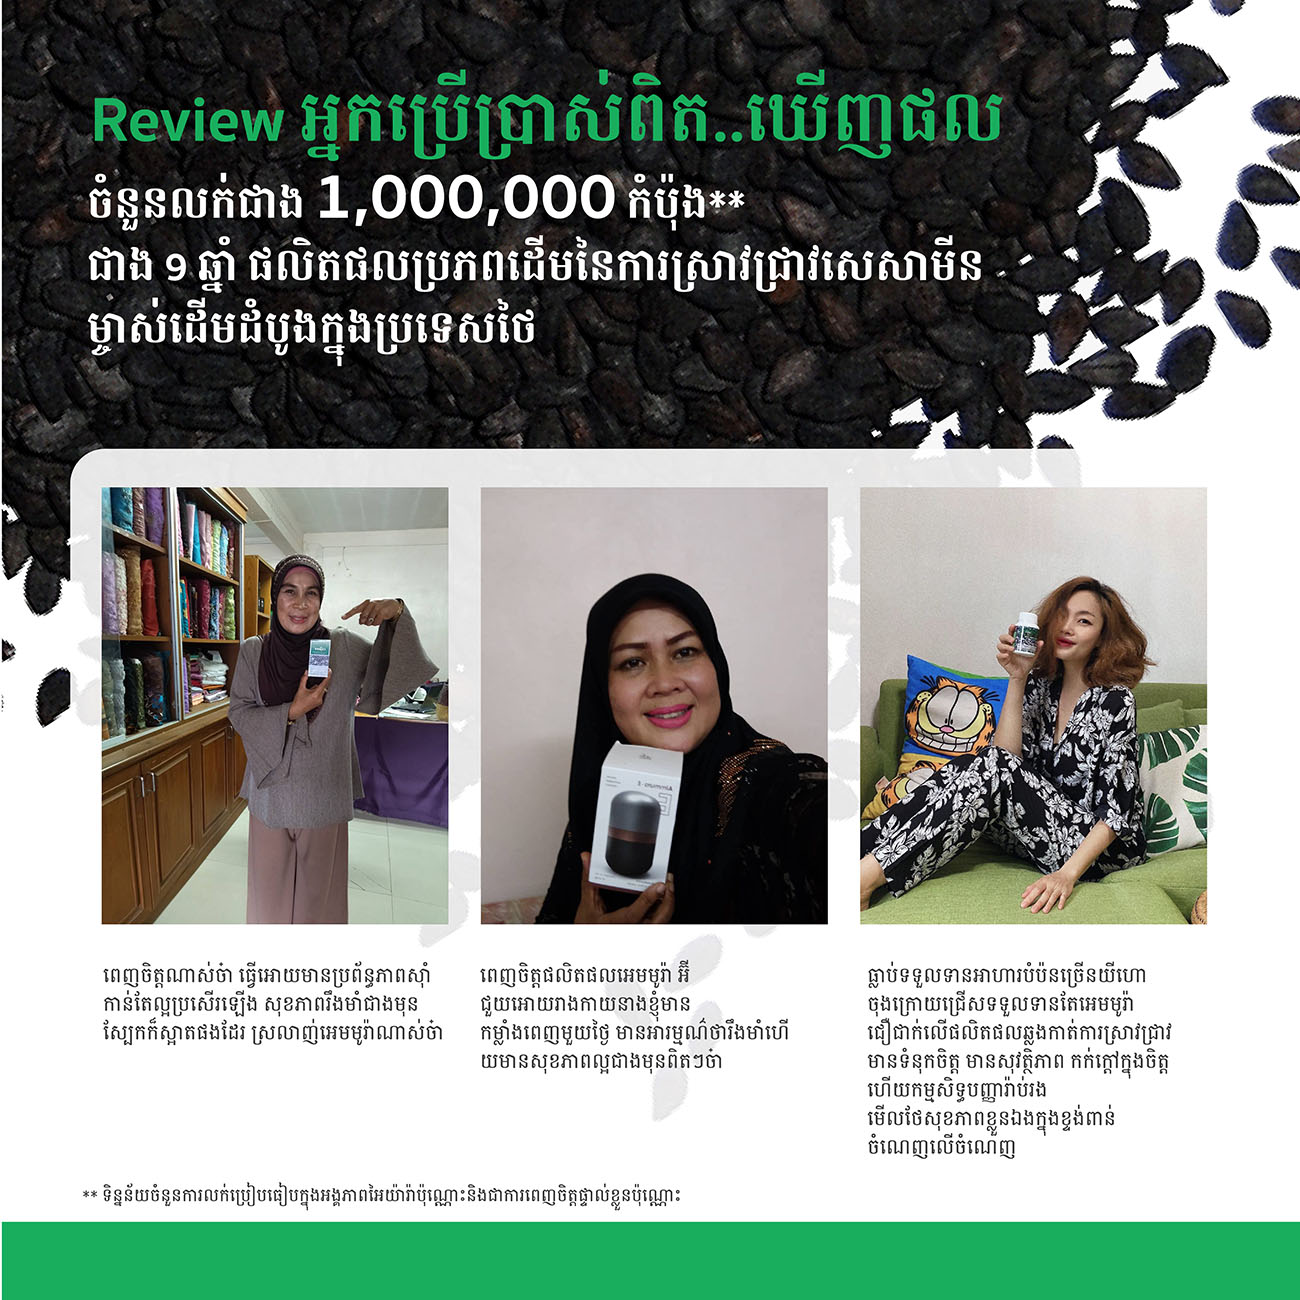 Review អ្នកប្រើប្រាស់ពិត..ឃើញផល
ចំនួនលក់ជាង 1,000,000 កំប៉ុង**
ជាង 9 ឆ្នាំ ផលិតផលប្រភពដើមនៃការស្រាវជ្រាវសេសាមីន
ម្ចាស់ដើមដំបូងក្នុងប្រទេសថៃ
ពេញចិត្តណាស់ចា៎ ធ្វើអោយមានប្រព័ន្ធភាពស៊ាំ
កាន់តែល្អប្រសើរឡើង សុខភាពរឹងមាំជាងមុន
ស្បែកក៏ស្អាតផងដែរ ស្រលាញ់អេមមូរ៉ាណាស់ចា៎
ពេញចិត្តផលិតផលអេមមូរ៉ា អ៊ី
ជួយអោយរាងកាយនាងខ្ញុំមាន
កម្លាំងពេញមួយថ្ងៃ មានអារម្មណ៍ថារឹងមាំហើ
យមានសុខភាពល្អជាងមុនពិតៗចា៎
ធ្លាប់ទទួលទានអាហារបំប៉នច្រើនយីហោ
ចុងក្រោយជ្រើសទទួលទានតែអេមមូរ៉ា
ជឿជាក់លើផលិតផលឆ្លងកាត់ការស្រាវជ្រាវ
មានទំនុកចិត្ត មានសុវត្ថិភាព កក់ក្តៅក្នុងចិត្ត
ហើយកម្មសិទ្ធបញ្ញារ៉ាប់រង
មើលថែសុខភាពខ្លួនឯងក្នុងខ្ទង់ពាន់
ចំណេញលើចំណេញ
** ទិន្នន័យចំនួនការលក់ប្រៀបធៀបក្នុងអង្គភាពអៃយ៉ារ៉ាប៉ុណ្ណោះនិងជាការពេញចិត្តផ្ទាល់ខ្លួនប៉ុណ្ណោះ